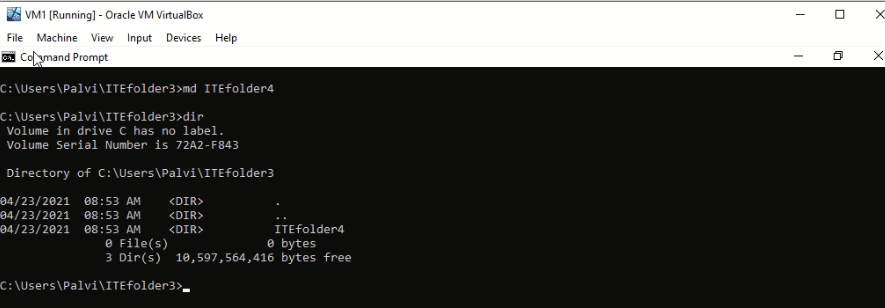 VM1 [Running] - Oracle VM VirtualBox
File Machine View Input Devices Help
Command Prompt
C:\Users\Palvi\ITEfolder3>md ITEfolder4
C:\Users\Palvi\ITEfolder3>dir
Volume in drive C has no label.
Volume Serial Number is 72A2-F843
Directory of C:\Users\Palvi\ITEfolder3
04/23/2021 08:53 AM <DIR> .
04/23/2021 08:53 AM <DIR> ..
04/23/2021 08:53 AM <DIR> ITEfolder4
0 File(s) 0 bytes
3 Dir(s) 10,597,564,416 bytes free
C:\Users\Palvi\ITEfolder3>